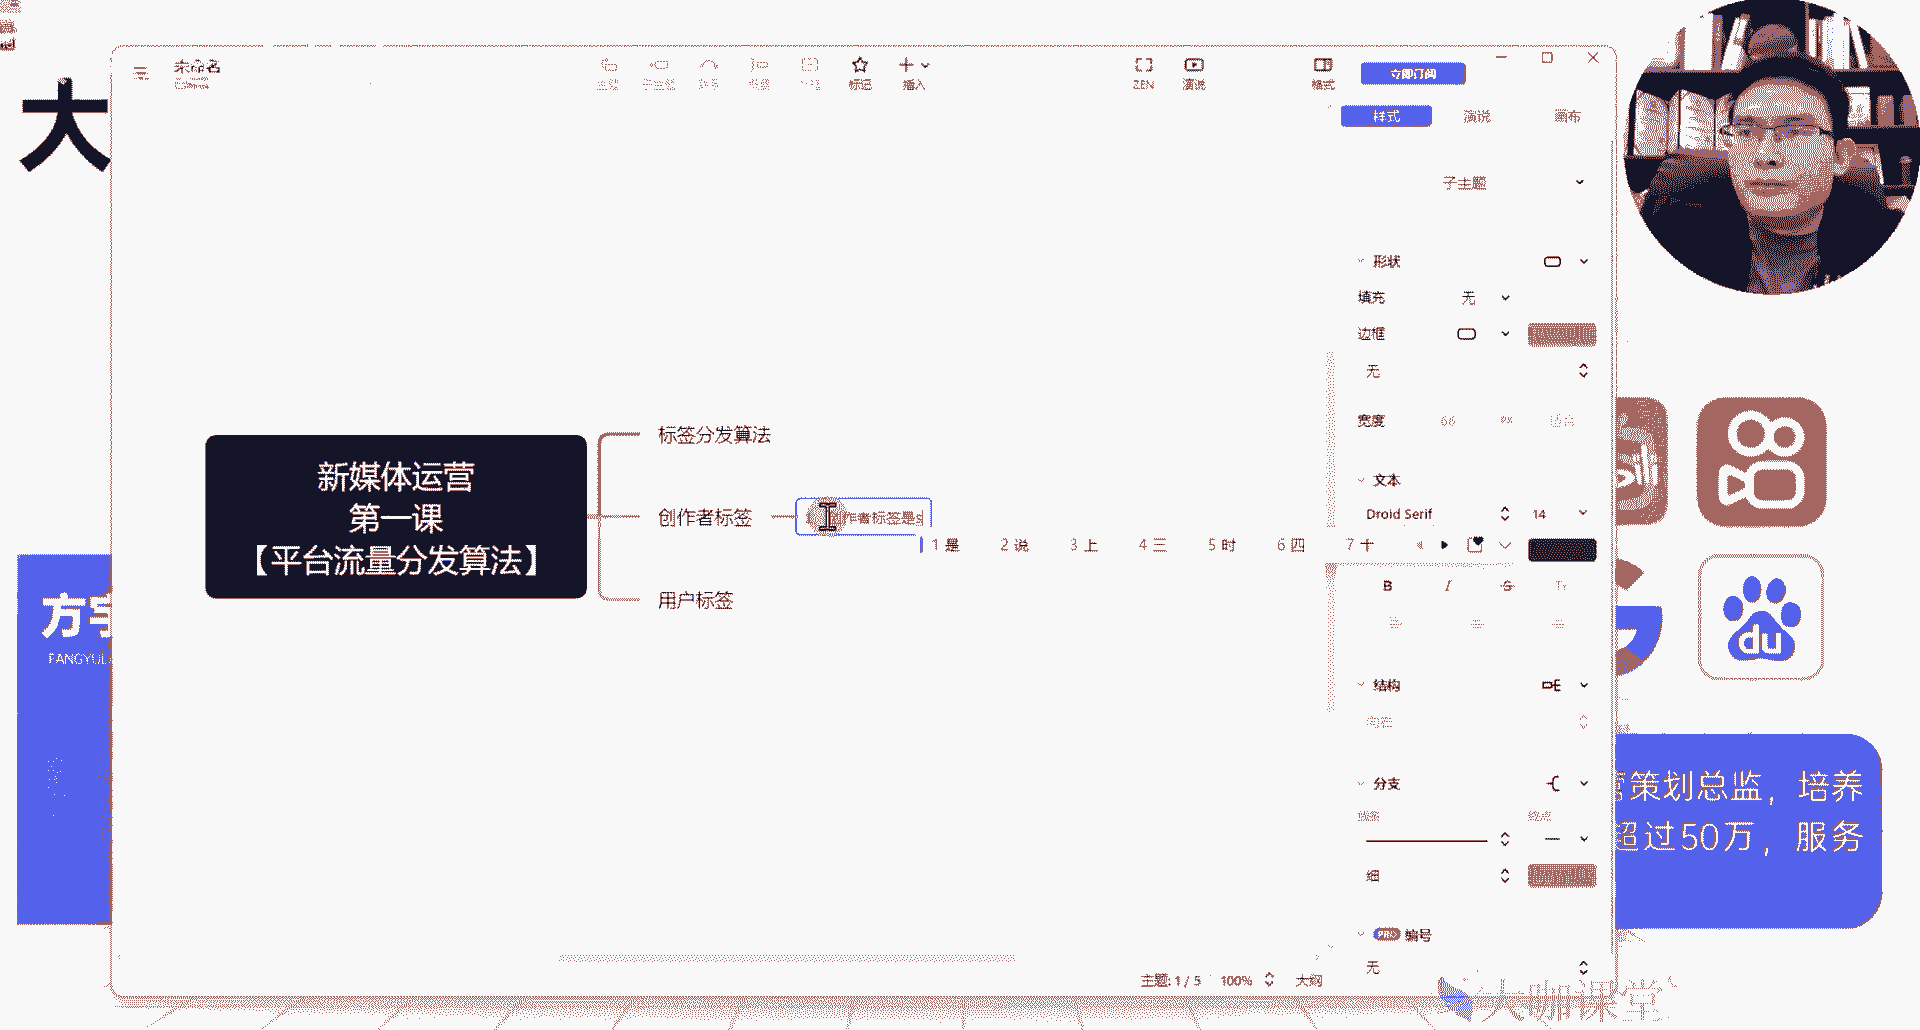 大
未命名
标记
插入
ZEN
演说
格式
立即订阅
样式
演说
画布
子主题
形状
填充
无
边框
无
宽度
66
PX
文本
Droid Serif
14
B
I
S
Tт
结构
分支
细
PRO
编号
无
新媒体运营
第一课
【平台流量分发算法】
标签分发算法
创作者标签
作者标签是s
1 是
2 说
3 上
4 三
5 时
6 四
7 十
用户标签
方宇
FANGYU
du
策划总监，培养
超过50万，服务
主题: 1 / 5
100%
大纲
大咖课堂